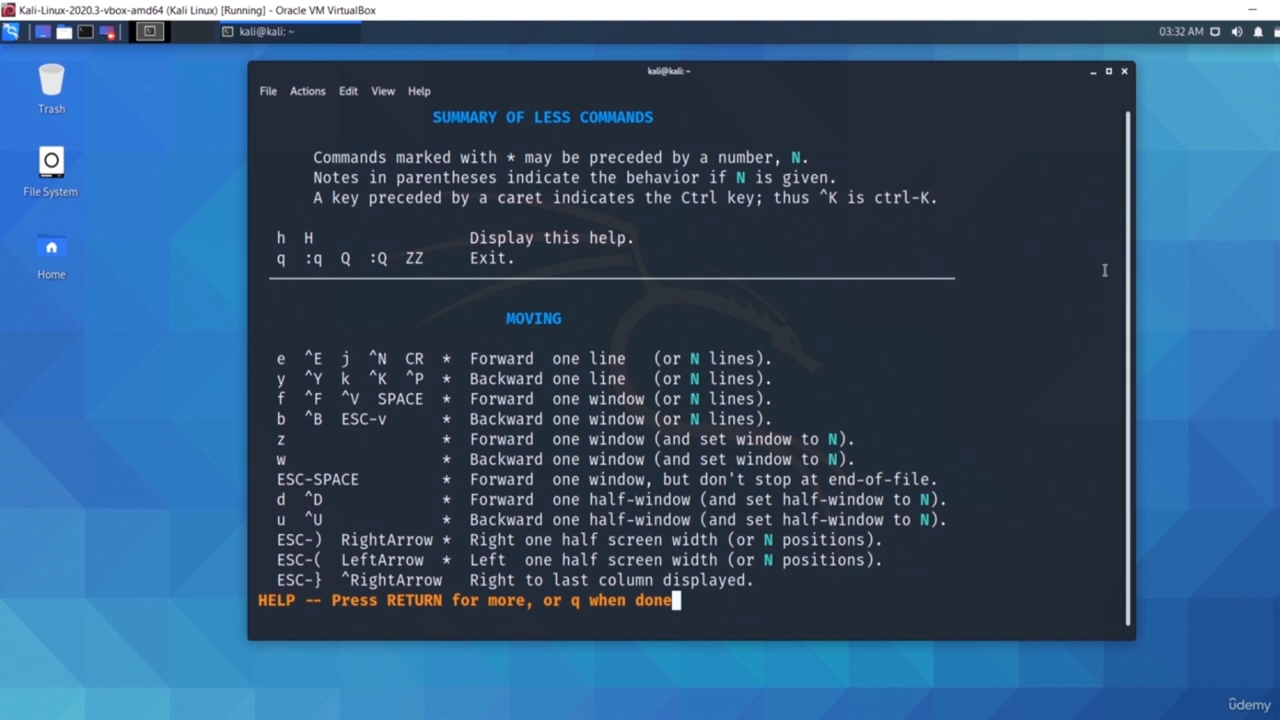 Kali-Linux-2020.3-vbox-amd64 (Kali Linux) [Running] - Oracle VM VirtualBox
kali@kali: ~
03:32 AM
Trash
File System
Home
kali@kali: ~
File Actions Edit View Help
SUMMARY OF LESS COMMANDS
Commands marked with * may be preceded by a number, N.
Notes in parentheses indicate the behavior if N is given.
A key preceded by a caret indicates the Ctrl key; thus ^K is ctrl-K.
h H Display this help.
q :q Q :Q ZZ Exit.
MOVING
e ^E j ^N CR * Forward one line (or N lines).
y ^Y k ^K ^P * Backward one line (or N lines).
f ^F ^V SPACE * Forward one window (or N lines).
b ^B ESC-v * Backward one window (or N lines).
z * Forward one window (and set window to N).
w * Backward one window (and set window to N).
ESC-SPACE * Forward one window, but don't stop at end-of-file.
d ^D * Forward one half-window (and set half-window to N).
u ^U * Backward one half-window (and set half-window to N).
ESC-) RightArrow * Right one half screen width (or N positions).
ESC-( LeftArrow * Left one half screen width (or N positions).
ESC-} ^RightArrow Right to last column displayed.
HELP -- Press RETURN for more, or q when done
ûdemy